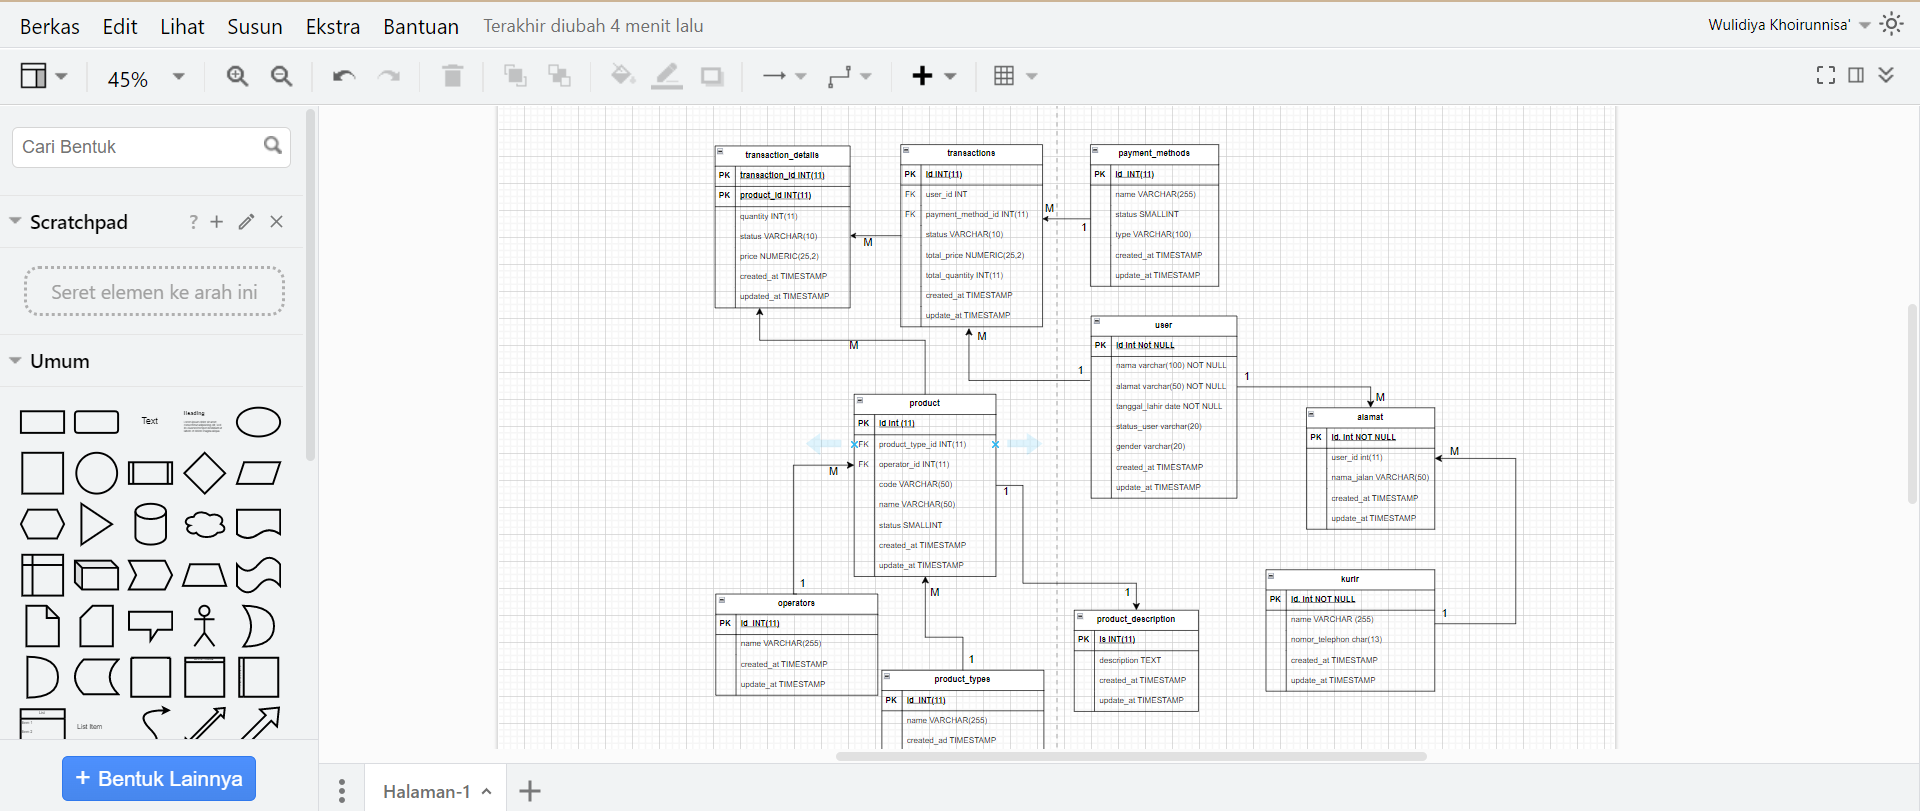 Berkas Edit Lihat Susun Ekstra Bantuan Terakhir diubah 4 menit lalu
Wulidiya Khoirunnisa'
45%
Cari Bentuk
Scratchpad ?
Seret elemen ke arah ini
Umum
Text
Heading
List Item
+ Bentuk Lainnya
transaction_details
PK transaction_id INT(11)
PK product_id INT(11)
quantity INT(11)
status VARCHAR(10)
price NUMERIC(25,2)
created_at TIMESTAMP
updated_at TIMESTAMP
M
transactions
PK id INT(11)
FK user_id INT
FK payment_method_id INT(11)
status VARCHAR(10)
total_price NUMERIC(25,2)
total_quantity INT(11)
created_at TIMESTAMP
update_at TIMESTAMP
M
1
payment_methods
PK id INT(11)
name VARCHAR(255)
status SMALLINT
type VARCHAR(100)
created_at TIMESTAMP
update_at TIMESTAMP
M
M
1
user
PK id Int Not NULL
nama varchar(100) NOT NULL
alamat varchar(50) NOT NULL
tanggal_lahir date NOT NULL
status_user varchar(20)
gender varchar(20)
created_at TIMESTAMP
update_at TIMESTAMP
1
M
alamat
PK id. Int NOT NULL
user_id int(11)
nama_jalan VARCHAR(50)
created_at TIMESTAMP
update_at TIMESTAMP
M
product
PK id Int (11)
FK product_type_id INT(11)
FK operator_id INT(11)
code VARCHAR(50)
name VARCHAR(50)
status SMALLINT
created_at TIMESTAMP
update_at TIMESTAMP
M
1
1
M
1
1
operators
PK id INT(11)
name VARCHAR(255)
created_at TIMESTAMP
update_at TIMESTAMP
product_types
PK id INT(11)
name VARCHAR(255)
created_ad TIMESTAMP
product_description
PK is INT(11)
description TEXT
created_at TIMESTAMP
update_at TIMESTAMP
kurir
PK id. Int NOT NULL
name VARCHAR (255)
nomor_telephon char(13)
created_at TIMESTAMP
update_at TIMESTAMP
1
Halaman-1